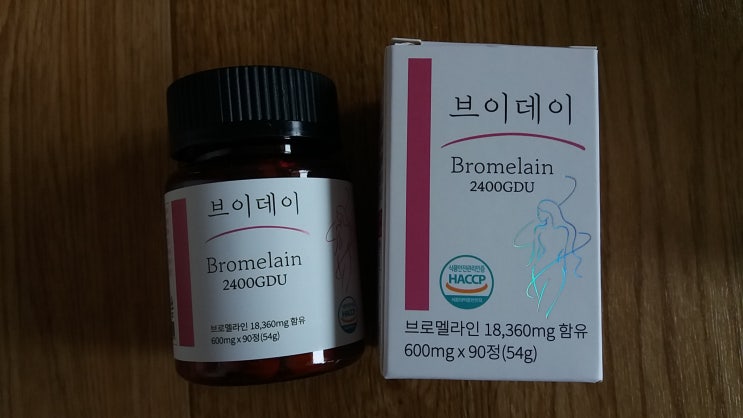 브이데이
Bromelain
2400GDU
브로멜라인 18,360mg 함유
600mg x 90정(54g)
브이데이
Bromelain
2400GDU
식품안전관리인증
HACCP
브로멜라인 18,360mg 함유
600mg x 90정(54g)